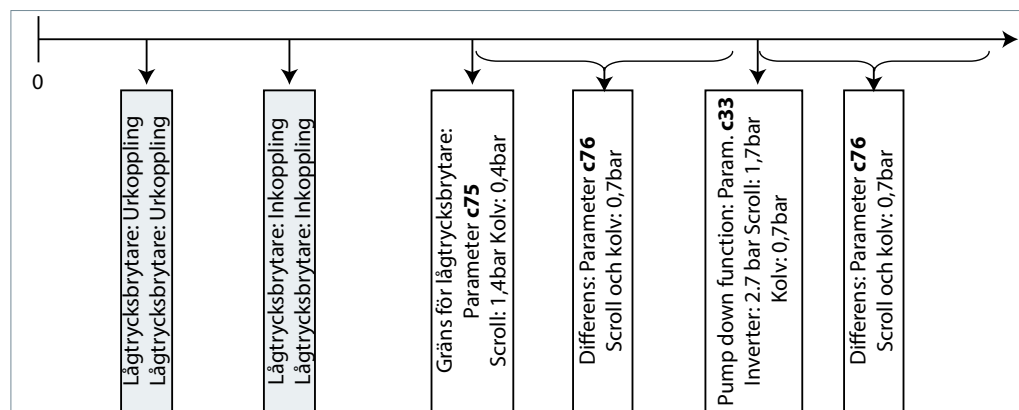 0
Lågtrycksbrytare: Urkoppling
Lågtrycksbrytare: Urkoppling
Lågtrycksbrytare: Inkoppling
Lågtrycksbrytare: Inkoppling
Gräns för lågtrycksbrytare:
Parameter c75
Scroll: 1,4bar Kolv: 0,4bar
Differens: Parameter c76
Scroll och kolv: 0,7bar
Pump down function: Param. c33
Inverter: 2.7 bar Scroll: 1,7bar
Kolv: 0,7bar
Differens: Parameter c76
Scroll och kolv: 0,7bar